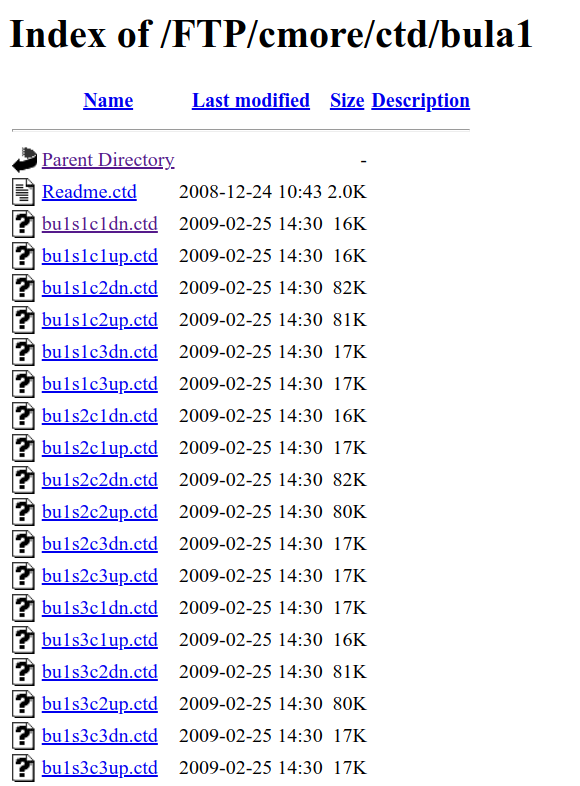 Index of /FTP/cmore/ctd/bula1
Name Last modified Size Description
Parent Directory -
Readme.ctd 2008-12-24 10:43 2.0K
bu1s1c1dn.ctd 2009-02-25 14:30 16K
bu1s1c1up.ctd 2009-02-25 14:30 16K
bu1s1c2dn.ctd 2009-02-25 14:30 82K
bu1s1c2up.ctd 2009-02-25 14:30 81K
bu1s1c3dn.ctd 2009-02-25 14:30 17K
bu1s1c3up.ctd 2009-02-25 14:30 17K
bu1s2c1dn.ctd 2009-02-25 14:30 16K
bu1s2c1up.ctd 2009-02-25 14:30 17K
bu1s2c2dn.ctd 2009-02-25 14:30 82K
bu1s2c2up.ctd 2009-02-25 14:30 80K
bu1s2c3dn.ctd 2009-02-25 14:30 17K
bu1s2c3up.ctd 2009-02-25 14:30 17K
bu1s3c1dn.ctd 2009-02-25 14:30 17K
bu1s3c1up.ctd 2009-02-25 14:30 16K
bu1s3c2dn.ctd 2009-02-25 14:30 81K
bu1s3c2up.ctd 2009-02-25 14:30 80K
bu1s3c3dn.ctd 2009-02-25 14:30 17K
bu1s3c3up.ctd 2009-02-25 14:30 17K